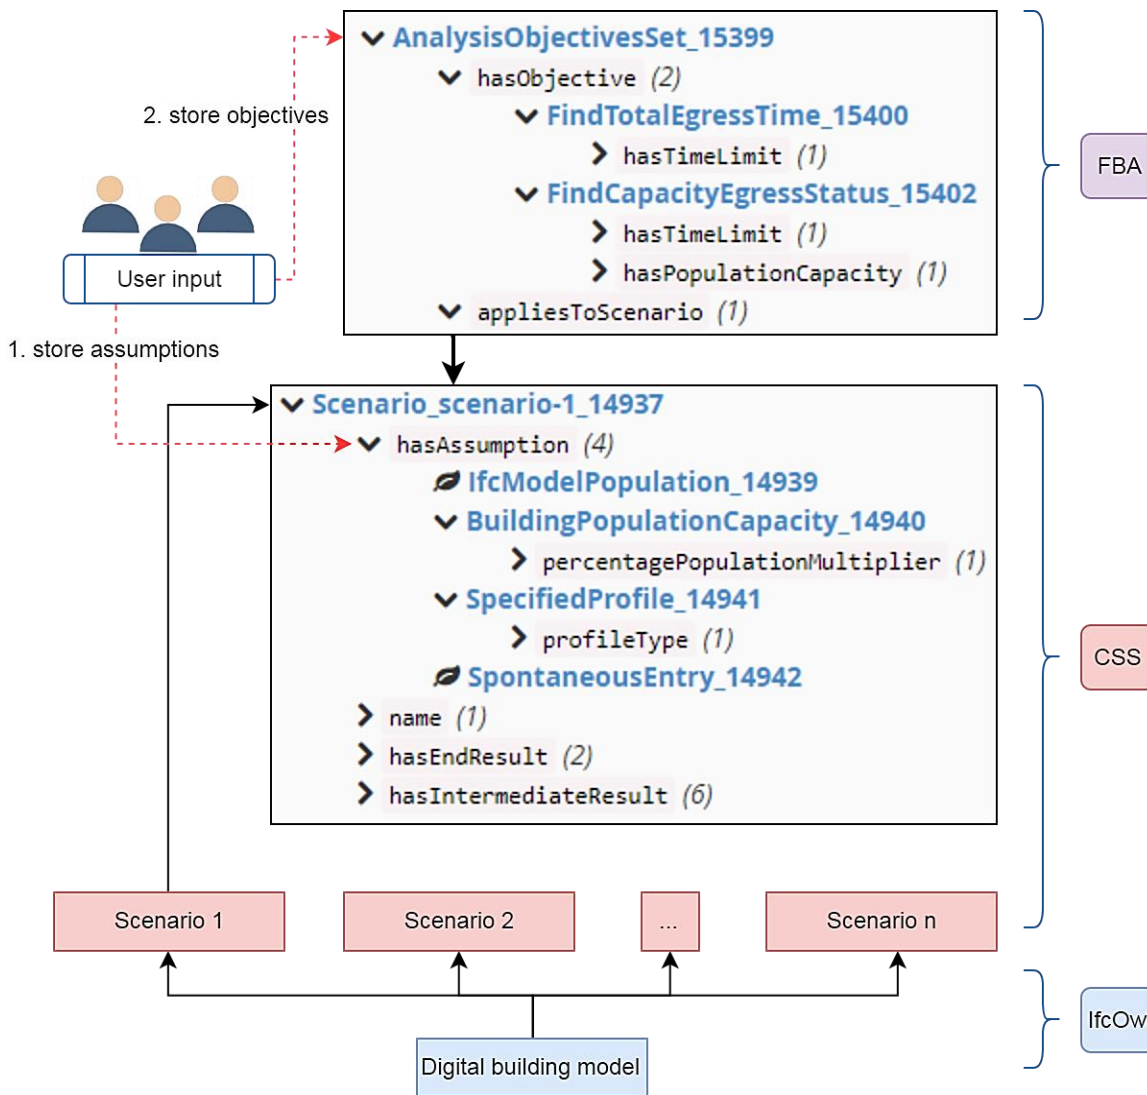 AnalysisObjectivesSet_15399
hasObjective (2)
2. store objectives
FindTotalEgressTime_15400
hasTimeLimit (1)
FBA
FindCapacityEgressStatus_15402
hasTimeLimit (1)
User input
hasPopulationCapacity (1)
appliesToScenario (1)
1. store assumptions
Scenario_scenario-1_14937
hasAssumption (4)
IfcModelPopulation_14939
BuildingPopulationCapacity_14940
percentagePopulationMultiplier (1)
SpecifiedProfile_14941
profileType (1)
CSS
SpontaneousEntry_14942
name (1)
hasEndResult (2)
hasIntermediateResult (6)
Scenario 1
Scenario 2
...
Scenario n
IfcOw
Digital building model